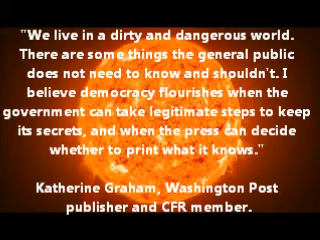 "We live in a dirty and dangerous world.
There are some things the general public
does not need to know and shouldn't. I
believe democracy flourishes when the
government can take legitimate steps to keep
its secrets, and when the press can decide
whether to print what it knows."
Katherine Graham, Washington Post
publisher and CFR member.